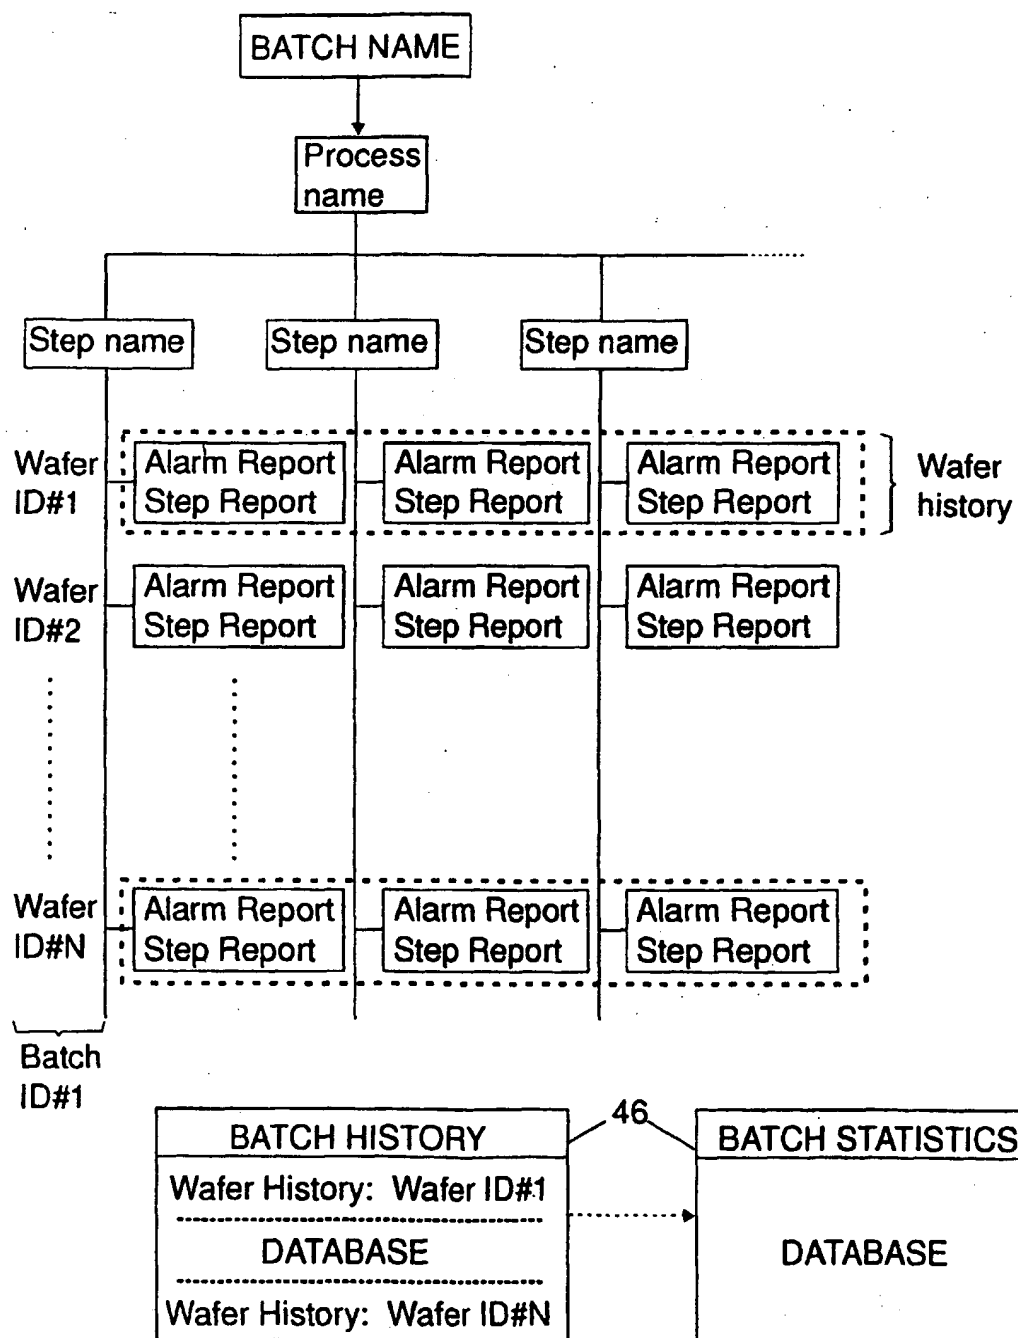 BATCH NAME
Process
name
Step name
Step name
Step name
Wafer
ID#1
Alarm Report
Step Report
Alarm Report
Step Report
Alarm Report
Step Report
Wafer
history
Wafer
ID#2
Alarm Report
Step Report
Alarm Report
Step Report
Alarm Report
Step Report
Wafer
ID#N
Alarm Report
Step Report
Alarm Report
Step Report
Alarm Report
Step Report
Batch
ID#1
46
BATCH HISTORY
Wafer History: Wafer ID#1
DATABASE
Wafer History: Wafer ID#N
BATCH STATISTICS
DATABASE